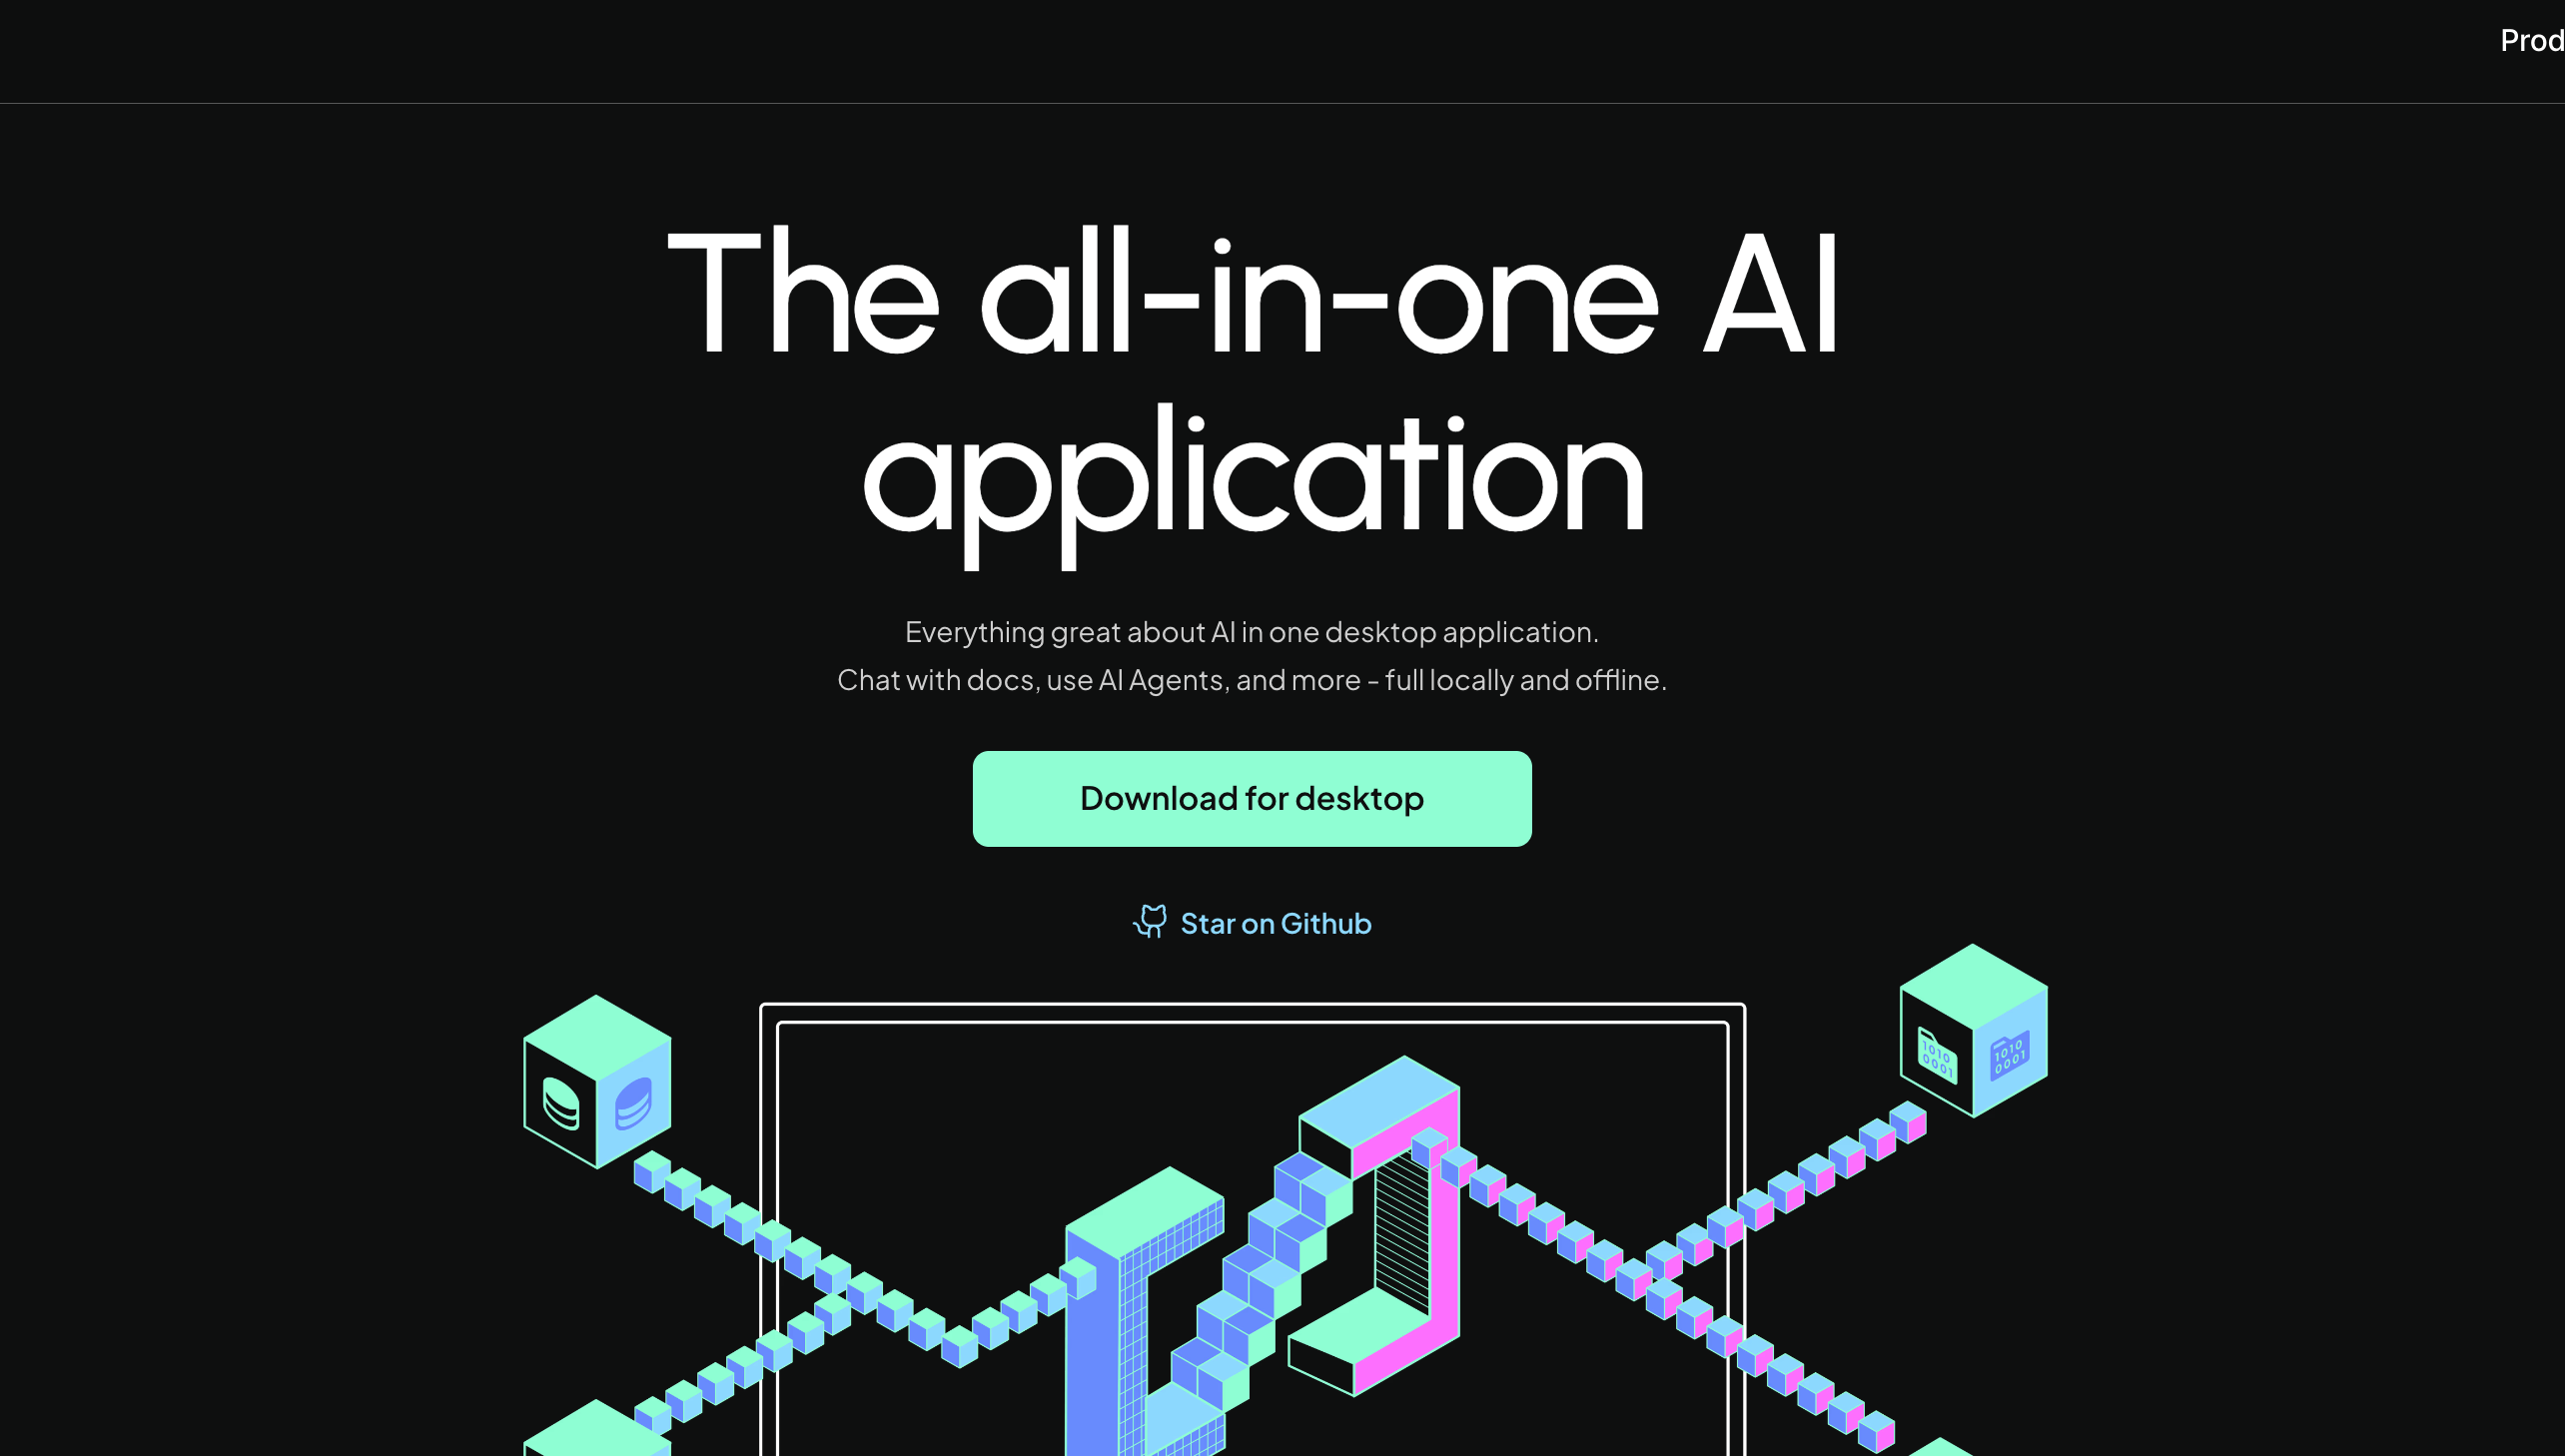 Prod
The all-in-one AI
application
Everything great about AI in one desktop application.
Chat with docs, use AI Agents, and more - full locally and offline.
Download for desktop
Star on Github
1010
0001
1010
0001